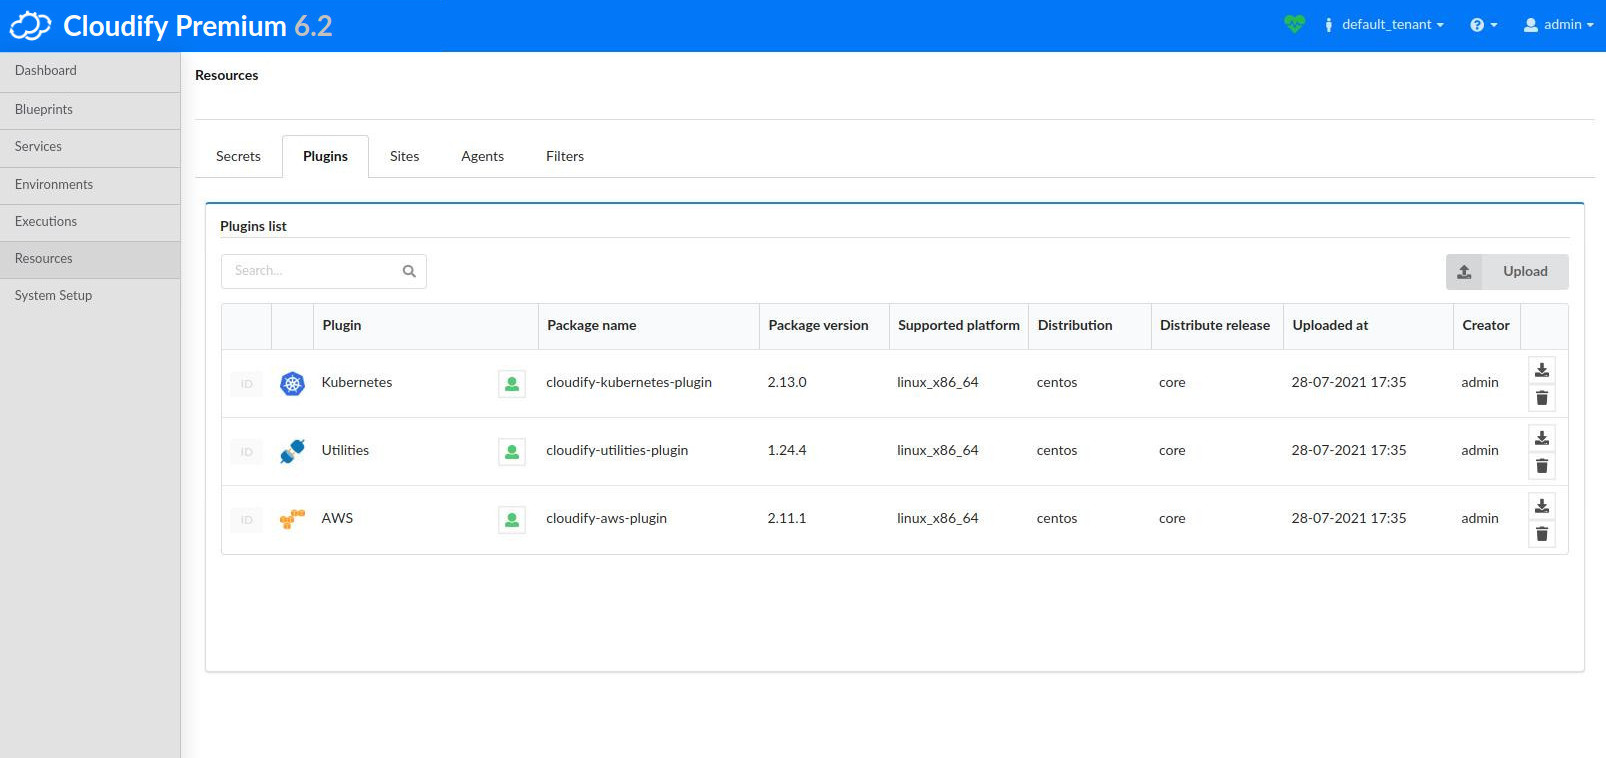 Cloudify Premium 6.2
default_tenant
admin
Dashboard
Blueprints
Services
Environments
Executions
Resources
System Setup
Resources
Secrets Plugins Sites Agents Filters
Plugins list
Search...
Upload
Plugin Package name Package version Supported platform Distribution Distribute release Uploaded at Creator
ID Kubernetes cloudify-kubernetes-plugin 2.13.0 linux_x86_64 centos core 28-07-2021 17:35 admin
ID Utilities cloudify-utilities-plugin 1.24.4 linux_x86_64 centos core 28-07-2021 17:35 admin
ID AWS cloudify-aws-plugin 2.11.1 linux_x86_64 centos core 28-07-2021 17:35 admin